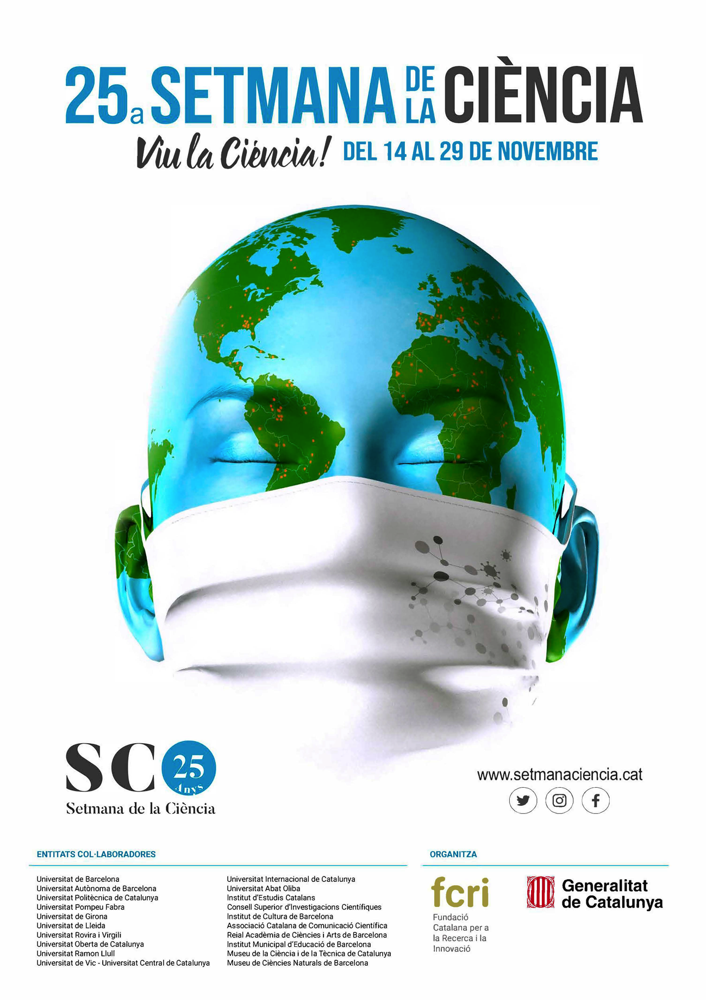 25a SETMANA DE LA CIÈNCIA
Viu la Ciència! DEL 14 AL 29 DE NOVEMBRE
SC 25 Anys
Setmana de la Ciència
www.setmanaciencia.cat
ENTITATS COL·LABORADORES
Universitat de Barcelona
Universitat Autònoma de Barcelona
Universitat Politècnica de Catalunya
Universitat Pompeu Fabra
Universitat de Girona
Universitat de Lleida
Universitat Rovira i Virgili
Universitat Oberta de Catalunya
Universitat Ramon Llull
Universitat de Vic - Universitat Central de Catalunya
Universitat Internacional de Catalunya
Universitat Abat Oliba
Institut d'Estudis Catalans
Consell Superior d'Investigacions Científiques
Institut de Cultura de Barcelona
Associació Catalana de Comunicació Científica
Reial Acadèmia de Ciències i Arts de Barcelona
Institut Municipal d'Educació de Barcelona
Museu de la Ciència i de la Tècnica de Catalunya
Museu de Ciències Naturals de Barcelona
ORGANITZA
fcri
Fundació
Catalana per a
la Recerca i la
Innovació
Generalitat
de Catalunya